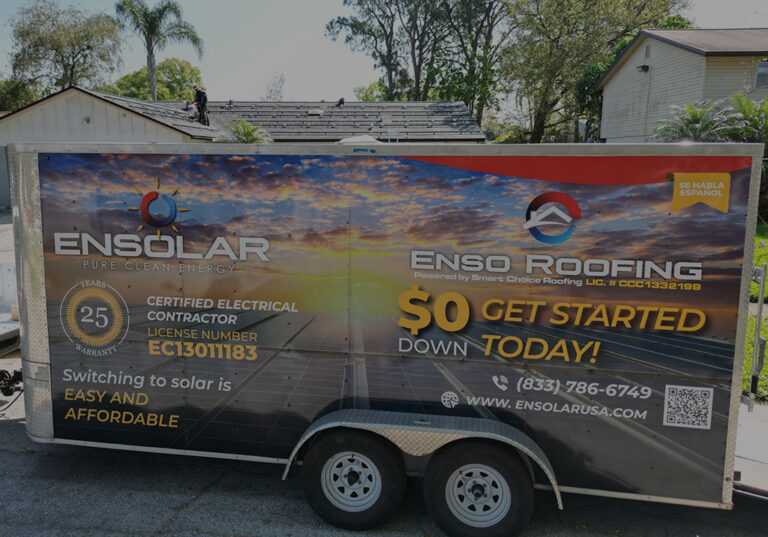 SE HABLA
ESPAÑOL
ENSOLAR
PURE CLEAN ENERGY
YEARS
25
WARRANTY
CERTIFIED ELECTRICAL
CONTRACTOR
LICENSE NUMBER
EC13011183
Switching to solar is
EASY AND
AFFORDABLE
ENSO ROOFING
Powered by Smart Choice Roofing LIC. # CCC1332199
$0
DOWN
GET STARTED
TODAY!
(833) 786-6749
WWW. ENSOLARUSA.COM